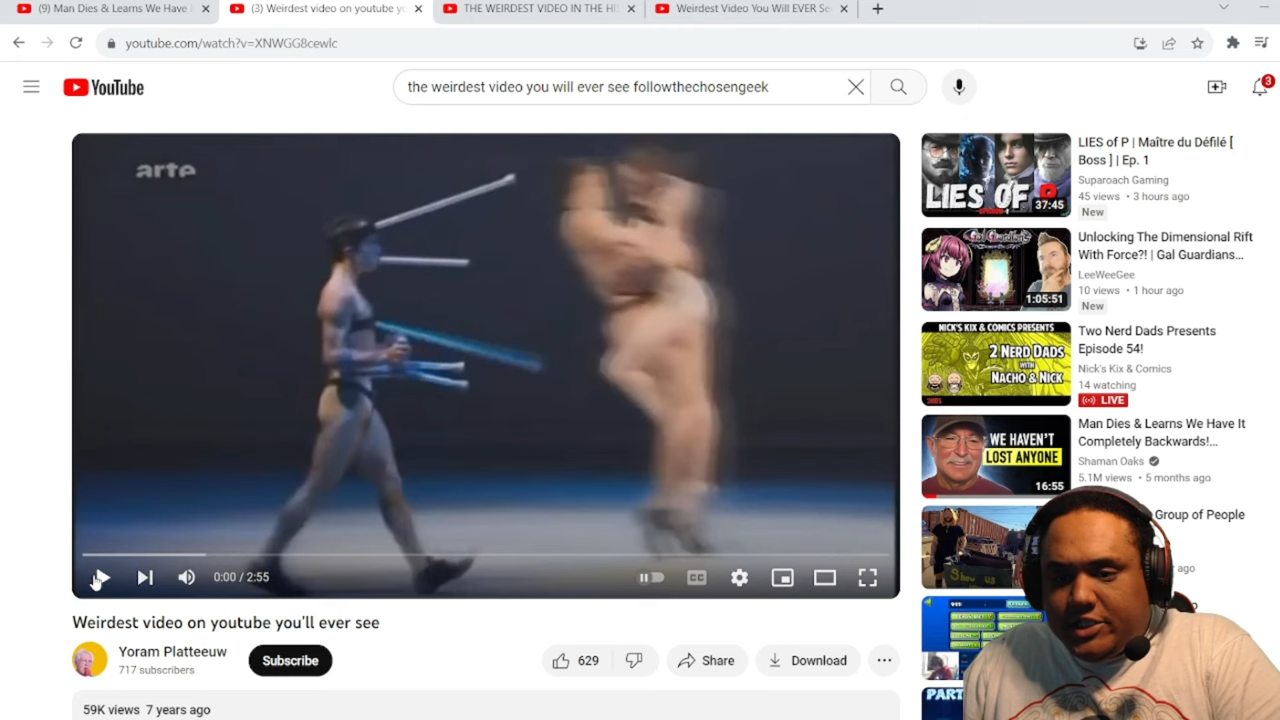 (9) Man Dies & Learns We Have I
(3) Weirdest video on youtube yo
THE WEIRDEST VIDEO IN THE HIS
Weirdest Video You Will EVER Se
youtube.com/watch?v=XNWGG8cewlc
YouTube
the weirdest video you will ever see followthechosengeek
3
arte
0:00 / 2:55
CC
Weirdest video on youtube you'll ever see
Yoram Platteeuw
717 subscribers
Subscribe
629
Share
Download
59K views 7 years ago
LIES OF P
37:45
LIES of P | Maître du Défilé [
Boss ] | Ep. 1
Suparoach Gaming
45 views • 3 hours ago
New
1:05:51
Unlocking The Dimensional Rift
With Force?! | Gal Guardians...
LeeWeeGee
10 views • 1 hour ago
New
NICK'S KIX & COMICS PRESENTS
2 NERD DADS
WITH
NACHO & NICK
Two Nerd Dads Presents
Episode 54!
Nick's Kix & Comics
14 watching
LIVE
WE HAVEN'T
LOST ANYONE
16:55
Man Dies & Learns We Have It
Completely Backwards!...
Shaman Oaks
5.1M views • 5 months ago
Show us
Group of People
ago
PART